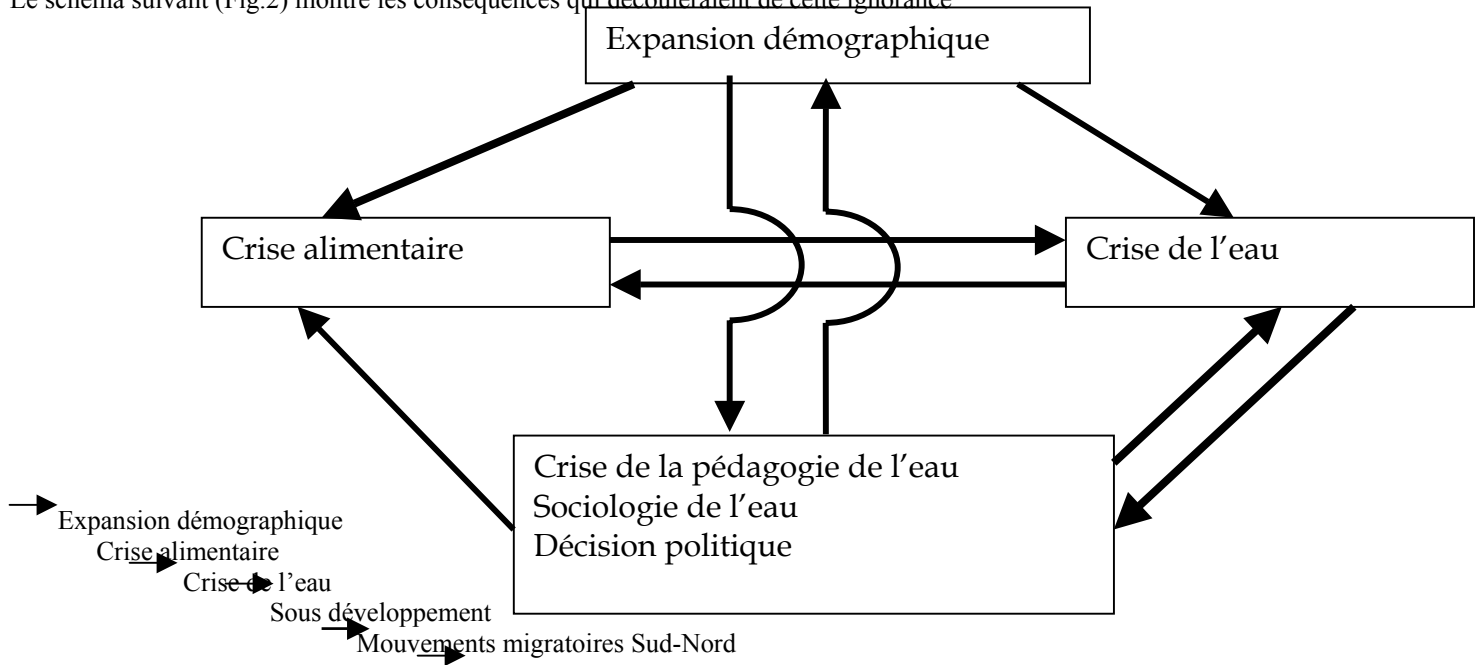 Le schéma suivant (Fig.2) montre les conséquences qui découleraient de cette ignorance
Expansion démographique
Crise alimentaire
Crise de l’eau
Crise de la pédagogie de l’eau
Sociologie de l’eau
Décision politique
Expansion démographique
Crise alimentaire
Crise de l’eau
Sous développement
Mouvements migratoires Sud-Nord